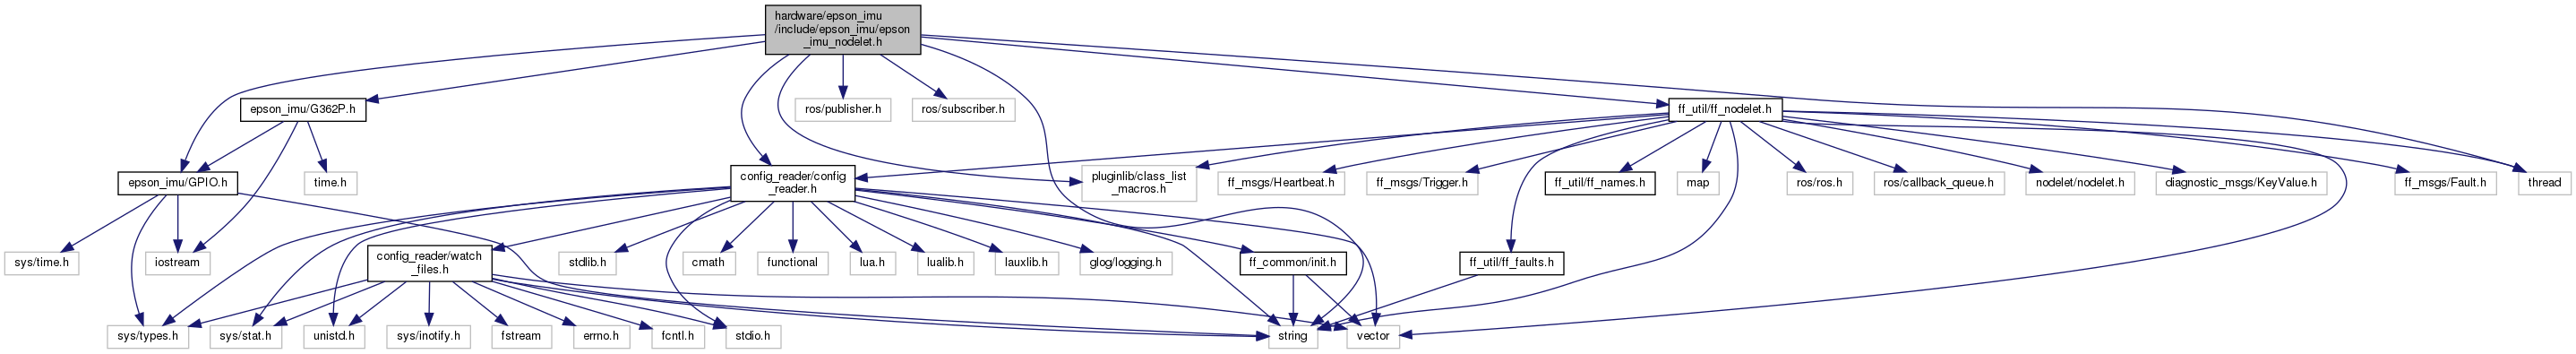 hardware/epson_imu
/include/epson_imu/epson
_imu_nodelet.h
epson_imu/G362P.h
ros/publisher.h
ros/subscriber.h
ff_util/ff_nodelet.h
epson_imu/GPIO.h
time.h
config_reader/config
_reader.h
pluginlib/class_list
_macros.h
ff_msgs/Heartbeat.h
ff_msgs/Trigger.h
ff_util/ff_names.h
map
ros/ros.h
ros/callback_queue.h
nodelet/nodelet.h
diagnostic_msgs/KeyValue.h
ff_msgs/Fault.h
thread
sys/time.h
iostream
config_reader/watch
_files.h
stdlib.h
cmath
functional
lua.h
lualib.h
lauxlib.h
glog/logging.h
ff_common/init.h
ff_util/ff_faults.h
sys/types.h
sys/stat.h
unistd.h
sys/inotify.h
fstream
errno.h
fcntl.h
stdio.h
string
vector